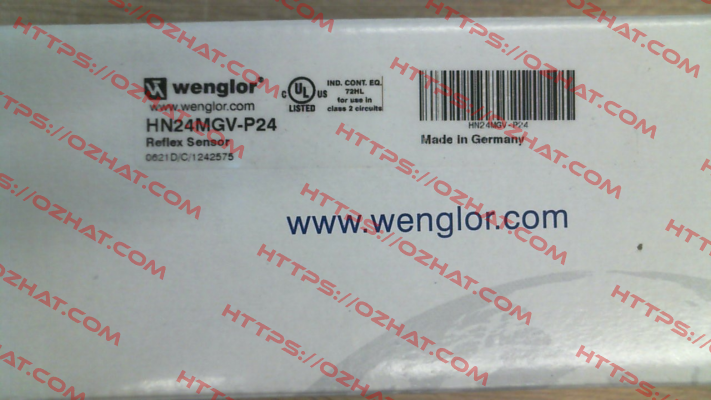 wenglor®
www.wenglor.com
HN24MGV-P24
Reflex Sensor
0621D/C/1242575
C UL US
LISTED
IND. CONT. EQ.
72HL
for use in
class 2 circuits
HN24MGV-P24
Made in Germany
www.wenglor.com
HTTPS://OZHAT.COM